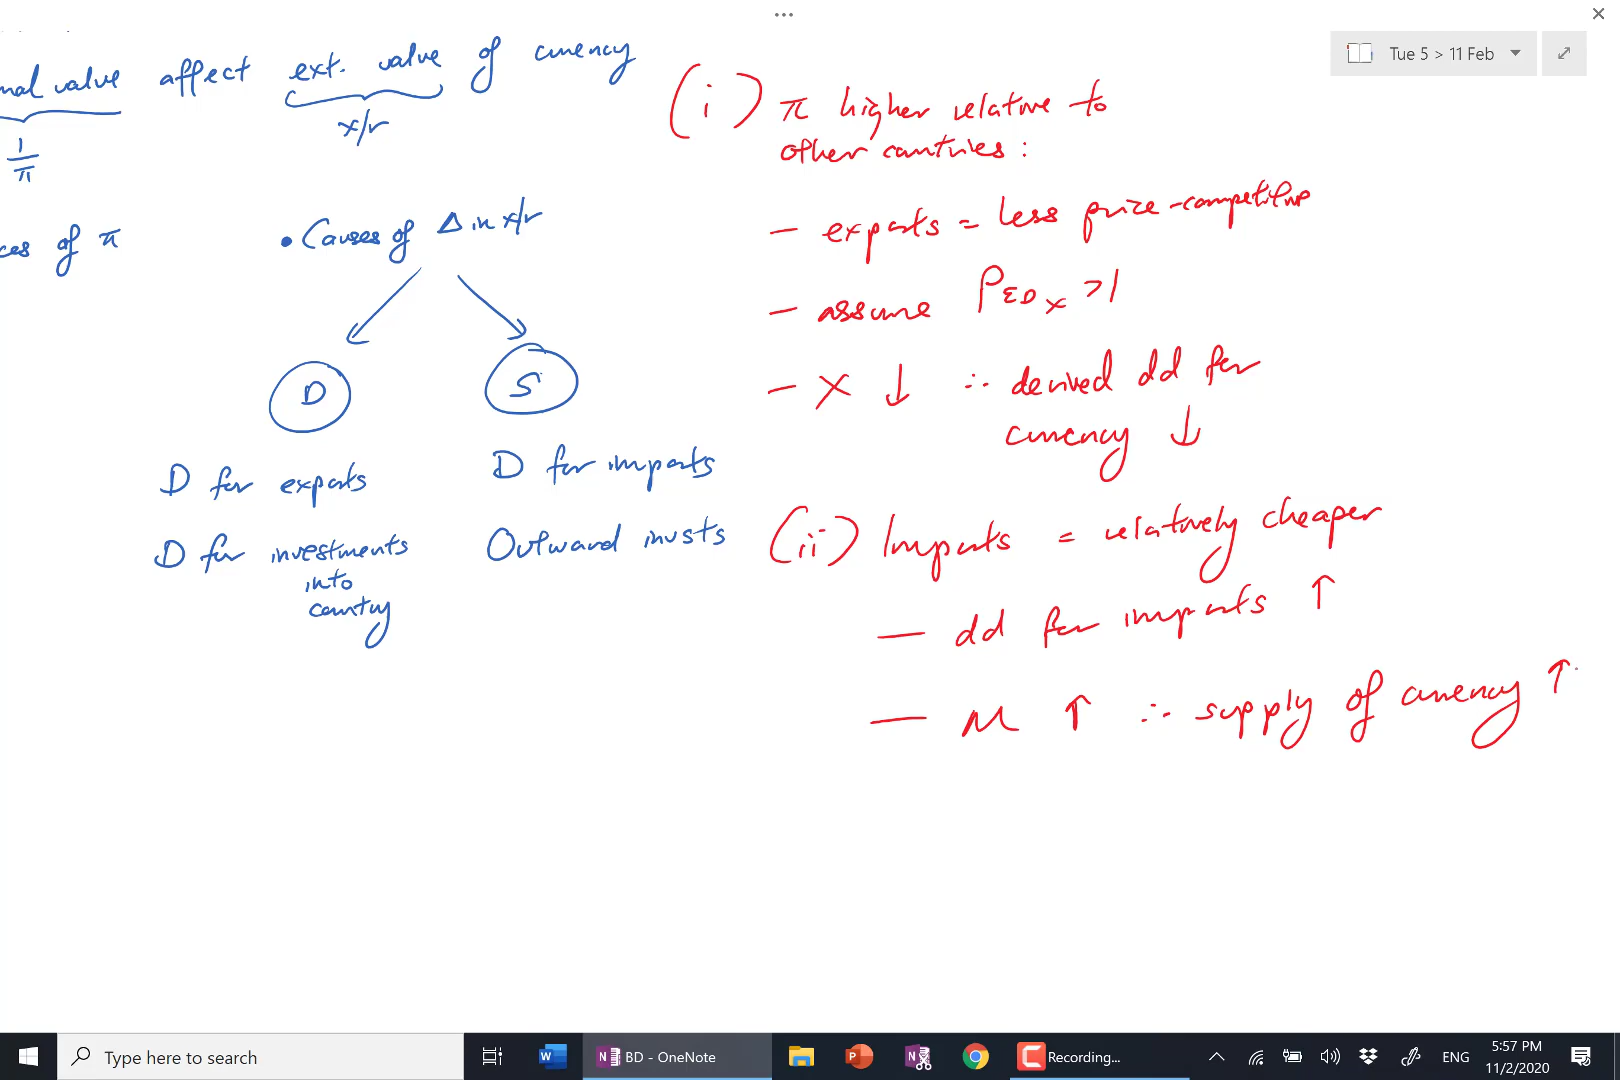 Tue 5 > 11 Feb
nal value affect ext. value of currency
x/r
1
π
ces of π
• Causes of Δ in x/r
D
S
D for exports
D for investments
into
country
D for imports
Outward invsts
(i) π higher relative to
other countries:
- exports = less price-competitive
- assume PED x >1
- X ↓ ∴ derived dd for
currency ↓
(ii) Imports = relatively cheaper
- dd for imports ↑
- M ↑ ∴ supply of currency ↑
Type here to search
BD - OneNote
Recording...
ENG
5:57 PM
11/2/2020